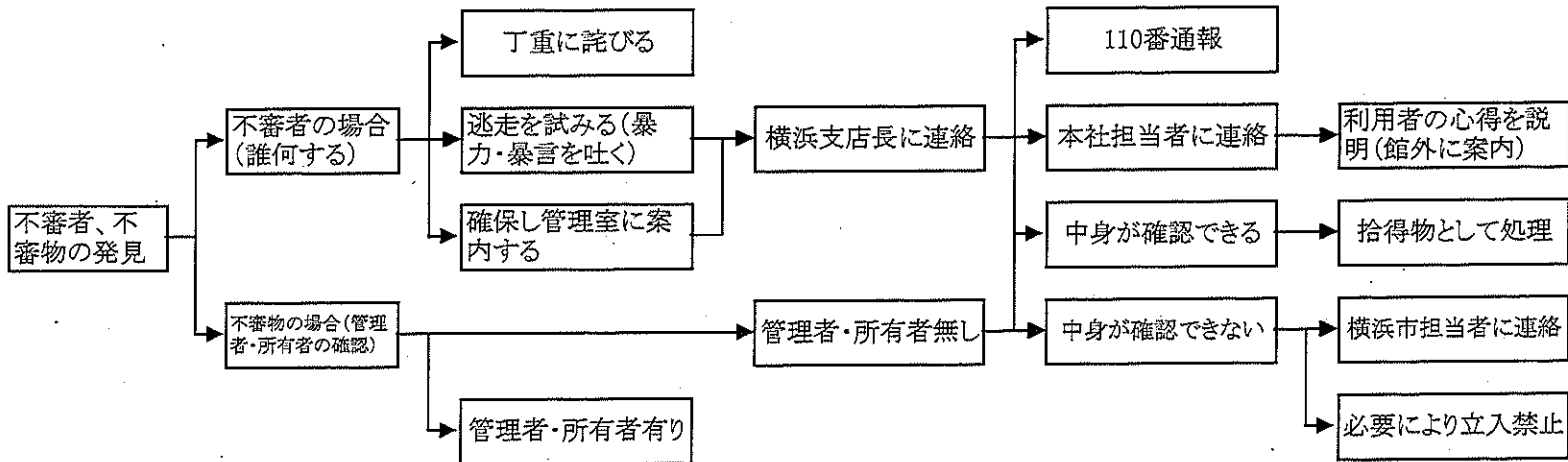 不審者、不
審物の発見
不審者の場合
(誰何する)
不審物の場合(管理
者・所有者の確認)
丁重に詫びる
逃走を試みる(暴
力・暴言を吐く)
確保し管理室に案
内する
管理者・所有者有り
横浜支店長に連絡
管理者・所有者無し
110番通報
本社担当者に連絡
中身が確認できる
中身が確認できない
利用者の心得を説
明(館外に案内)
拾得物として処理
横浜市担当者に連絡
必要により立入禁止